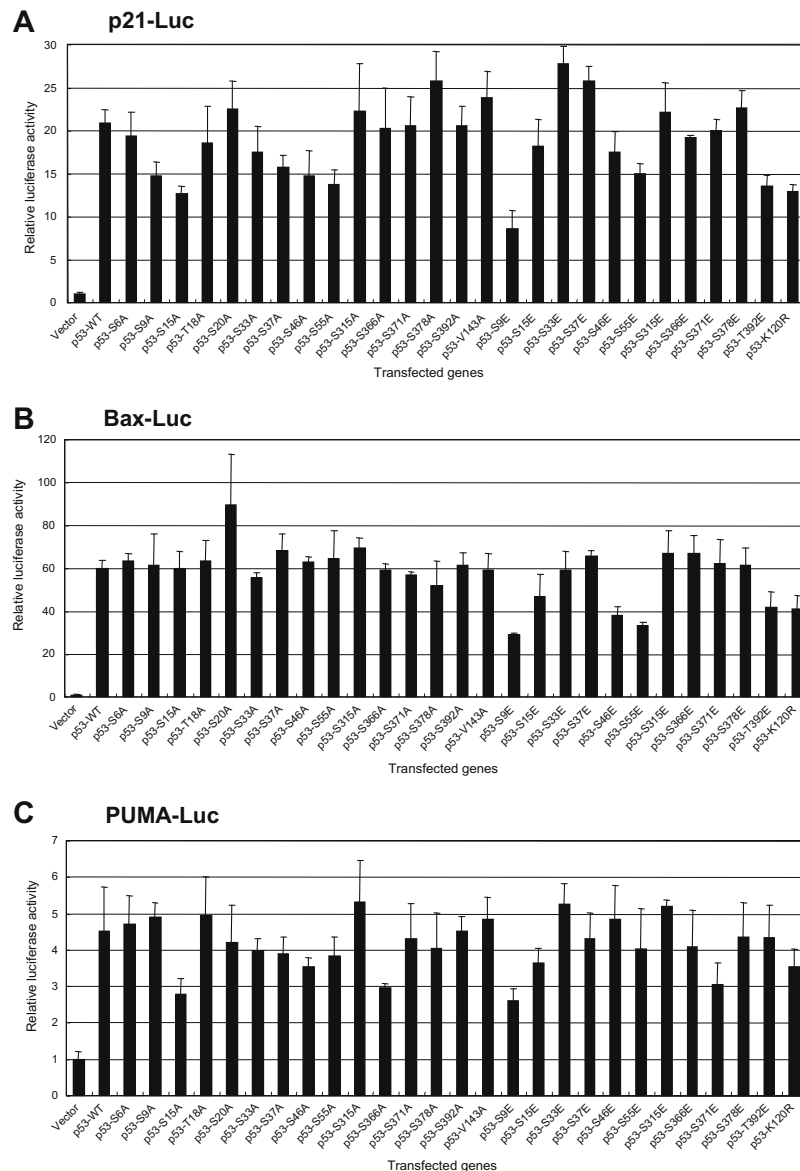 A
p21-Luc
Relative luciferase activity
30
25
20
15
10
5
0
Vector
p53-WT
p53-S6A
p53-S9A
p53-S15A
p53-T18A
p53-S20A
p53-S33A
p53-S37A
p53-S46A
p53-S55A
p53-S315A
p53-S366A
p53-S371A
p53-S378A
p53-S392A
p53-V143A
p53-S9E
p53-S15E
p53-S33E
p53-S37E
p53-S46E
p53-S55E
p53-S315E
p53-S366E
p53-S371E
p53-S378E
p53-T392E
p53-K120R
Transfected genes
B
Bax-Luc
Relative luciferase activity
120
100
80
60
40
20
0
Vector
p53-WT
p53-S6A
p53-S9A
p53-S15A
p53-T18A
p53-S20A
p53-S33A
p53-S37A
p53-S46A
p53-S55A
p53-S315A
p53-S366A
p53-S371A
p53-S378A
p53-S392A
p53-V143A
p53-S9E
p53-S15E
p53-S33E
p53-S37E
p53-S46E
p53-S55E
p53-S315E
p53-S366E
p53-S371E
p53-S378E
p53-T392E
p53-K120R
Transfected genes
C
PUMA-Luc
Relative luciferase activity
7
6
5
4
3
2
1
0
Vector
p53-WT
p53-S6A
p53-S9A
p53-S15A
p53-T18A
p53-S20A
p53-S33A
p53-S37A
p53-S46A
p53-S55A
p53-S315A
p53-S366A
p53-S371A
p53-S378A
p53-S392A
p53-V143A
p53-S9E
p53-S15E
p53-S33E
p53-S37E
p53-S46E
p53-S55E
p53-S315E
p53-S366E
p53-S371E
p53-S378E
p53-T392E
p53-K120R
Transfected genes